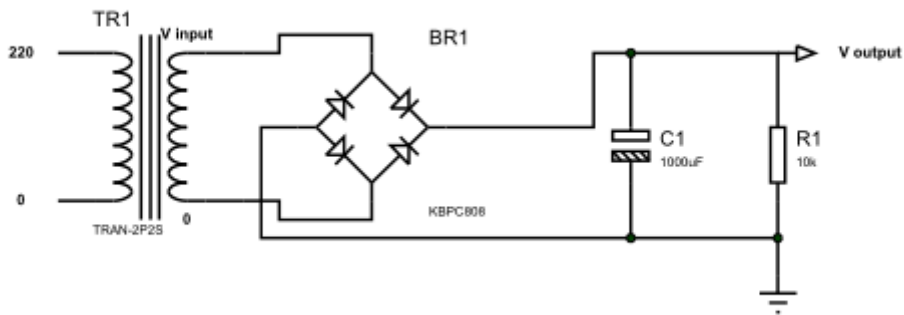 TR1
V input
BR1
220
V output
C1
1000uF
R1
10k
0
0
TRAN-2P2S
KBPC808